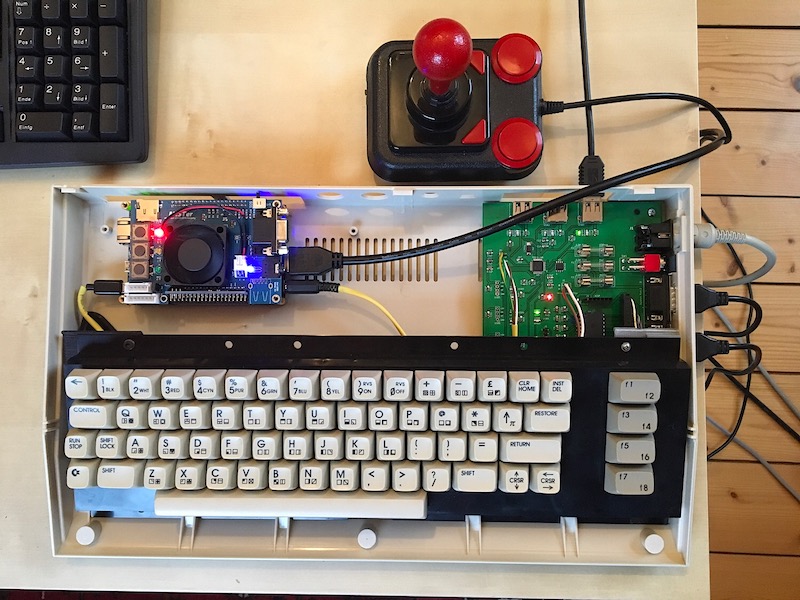 Num
÷ × −
7 8 9
Pos 1 Bild
+
4 5 6
1 2 3
Ende Bild
Enter
0 ,
Einfg Entf
← ! " # $ % & ' ( ) RVS RVS + − £ CLR INST
1 BLK 2 WHT 3 RED 4 CYN 5 PUR 6 GRN 7 BLU 8 YEL 9 ON 0 OFF HOME DEL
CONTROL Q W E R T Y U I O P @ * ↑ π RESTORE
RUN STOP SHIFT LOCK A S D F G H J K L [ : ] ; = RETURN
C= SHIFT Z X C V B N M < , > . ? / SHIFT ↑ CRSR ↓ ← CRSR →
f1
f2
f3
f4
f5
f6
f7
f8